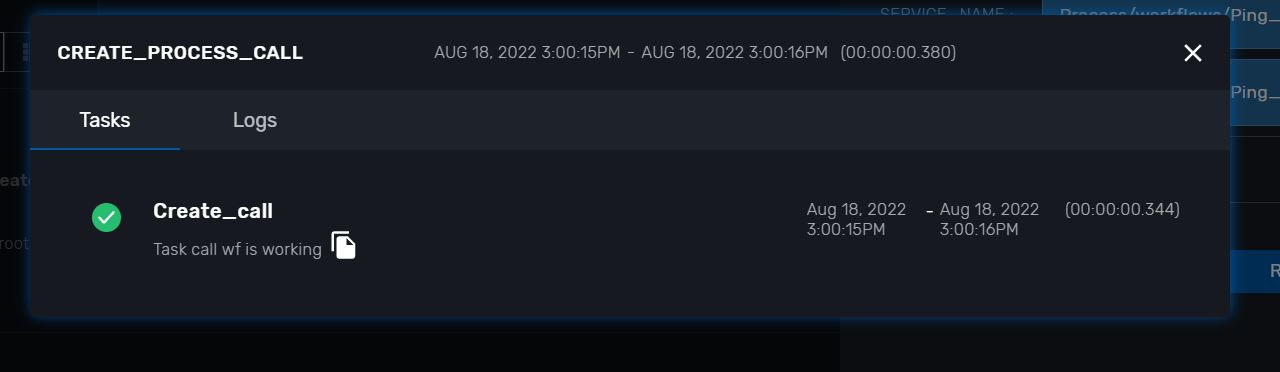 SERVICE_NAME :
Process/workflows/Ping_
CREATE_PROCESS_CALL AUG 18, 2022 3:00:15PM - AUG 18, 2022 3:00:16PM (00:00:00.380)
Ping_
Tasks Logs
Create_call Aug 18, 2022 - Aug 18, 2022 (00:00:00.344)
3:00:15PM 3:00:16PM
Task call wf is working
root